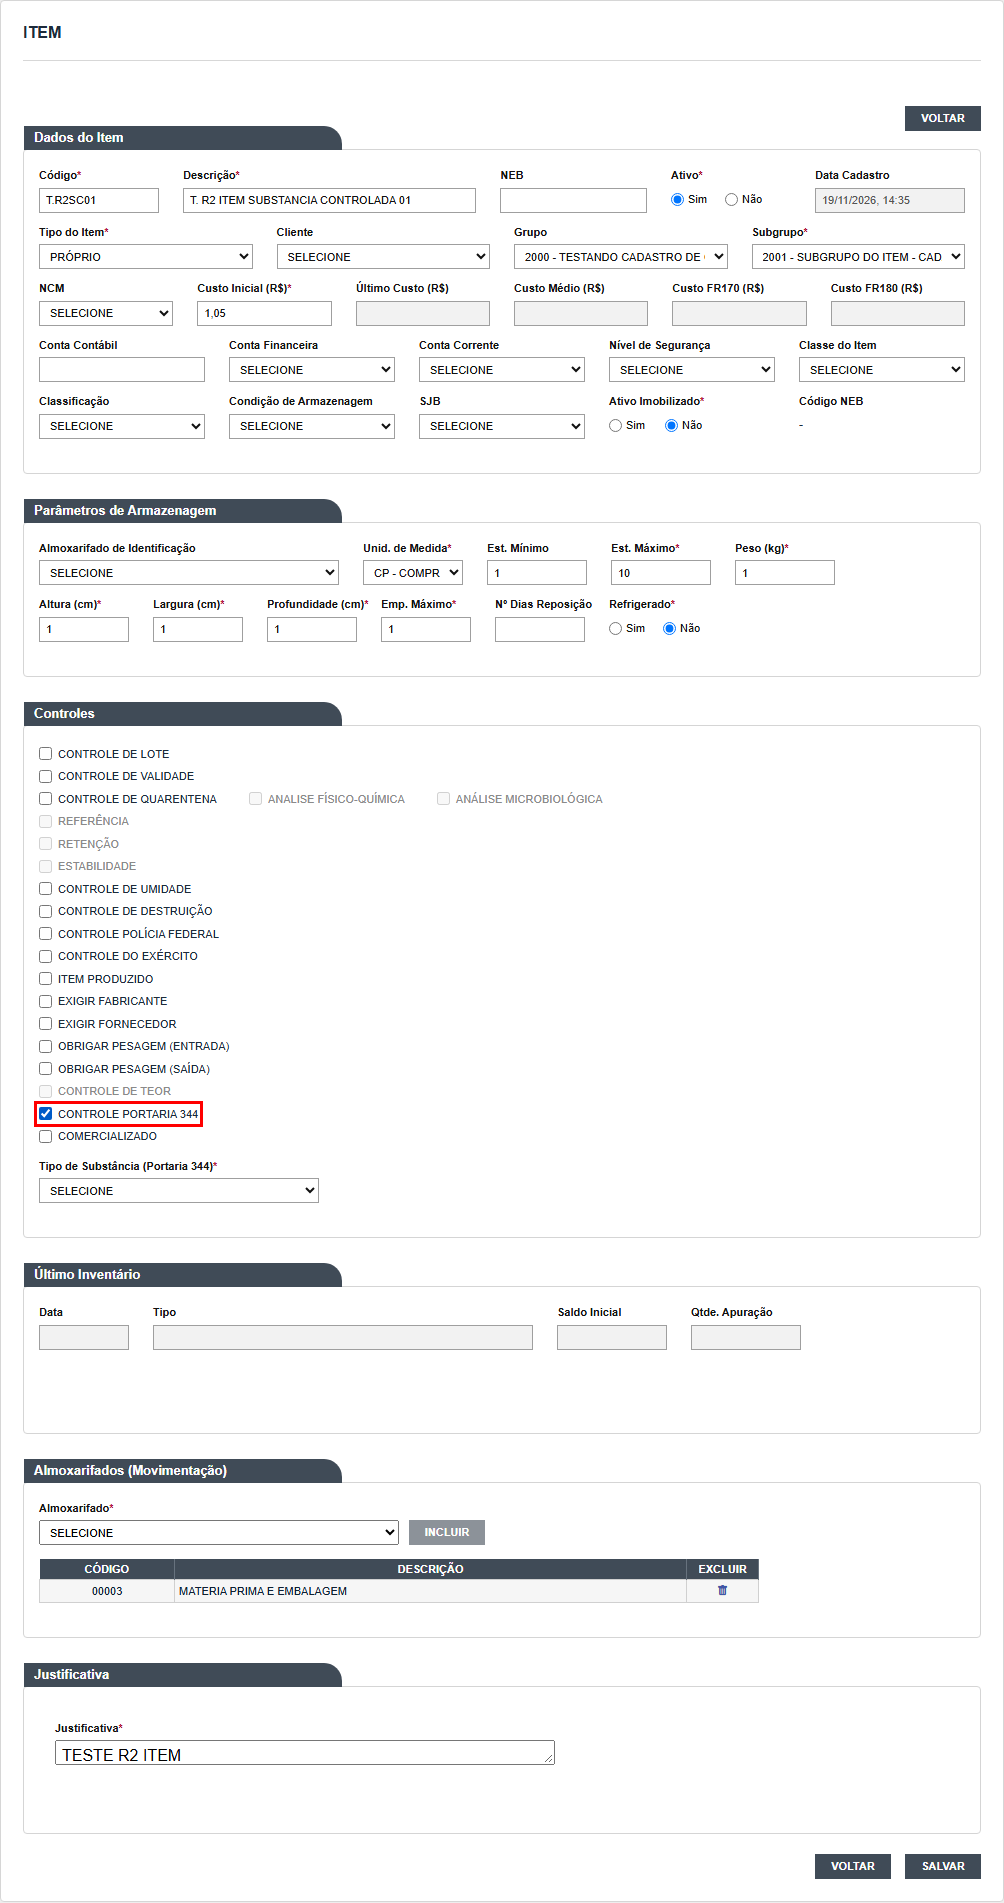 ITEM
VOLTAR
Dados do Item
Código* Descrição* NEB Ativo* Data Cadastro
T.R2SC01 T. R2 ITEM SUBSTANCIA CONTROLADA 01 Sim Não 19/11/2026, 14:35
Tipo do Item* Cliente Grupo Subgrupo*
PRÓPRIO SELECIONE 2000 - TESTANDO CADASTRO DE 2001 - SUBGRUPO DO ITEM - CAD
NCM Custo Inicial (R$)* Último Custo (R$) Custo Médio (R$) Custo FR170 (R$) Custo FR180 (R$)
SELECIONE 1,05
Conta Contábil Conta Financeira Conta Corrente Nível de Segurança Classe do Item
SELECIONE SELECIONE SELECIONE SELECIONE
Classificação Condição de Armazenagem SJB Ativo Imobilizado* Código NEB
SELECIONE SELECIONE SELECIONE Sim Não -
Parâmetros de Armazenagem
Almoxarifado de Identificação Unid. de Medida* Est. Mínimo Est. Máximo* Peso (kg)*
SELECIONE CP - COMPR 1 10 1
Altura (cm)* Largura (cm)* Profundidade (cm)* Emp. Máximo* Nº Dias Reposição Refrigerado*
1 1 1 1 Sim Não
Controles
CONTROLE DE LOTE
CONTROLE DE VALIDADE
CONTROLE DE QUARENTENA ANALISE FÍSICO-QUÍMICA ANÁLISE MICROBIOLÓGICA
REFERÊNCIA
RETENÇÃO
ESTABILIDADE
CONTROLE DE UMIDADE
CONTROLE DE DESTRUIÇÃO
CONTROLE POLÍCIA FEDERAL
CONTROLE DO EXÉRCITO
ITEM PRODUZIDO
EXIGIR FABRICANTE
EXIGIR FORNECEDOR
OBRIGAR PESAGEM (ENTRADA)
OBRIGAR PESAGEM (SAÍDA)
CONTROLE DE TEOR
CONTROLE PORTARIA 344
COMERCIALIZADO
Tipo de Substância (Portaria 344)*
SELECIONE
Último Inventário
Data Tipo Saldo Inicial Qtde. Apuração
Almoxarifados (Movimentação)
Almoxarifado*
SELECIONE INCLUIR
CÓDIGO DESCRIÇÃO EXCLUIR
00003 MATERIA PRIMA E EMBALAGEM
Justificativa
Justificativa*
TESTE R2 ITEM
VOLTAR SALVAR